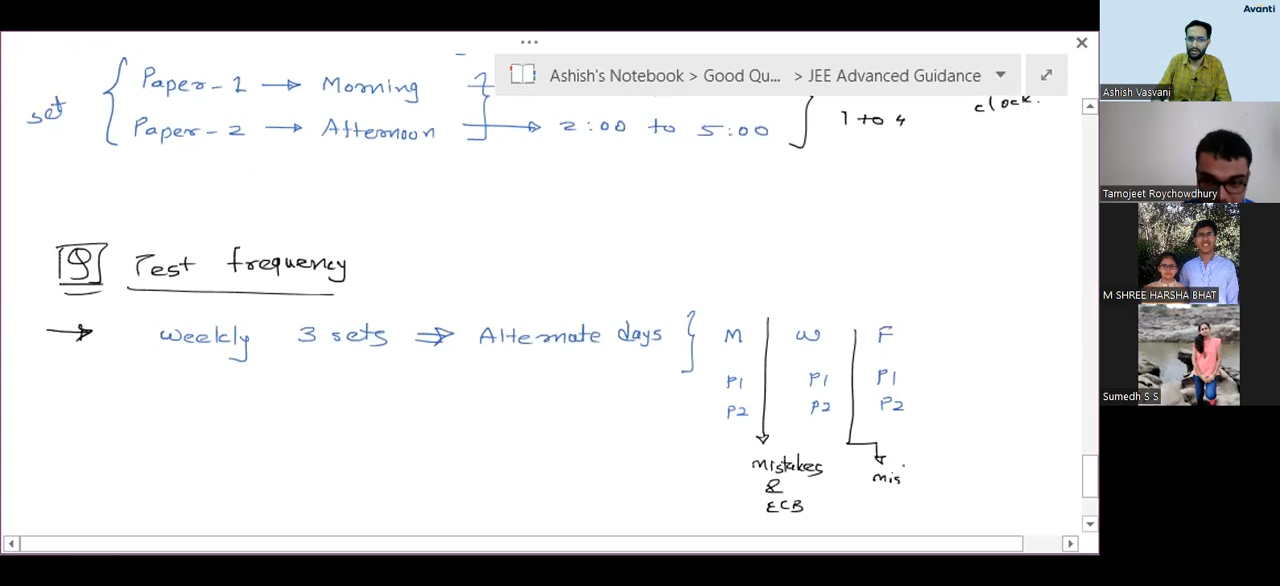 Avanti
Ashish's Notebook > Good Qu... > JEE Advanced Guidance
Ashish Vasvani
set
Paper-1 → Morning
clock.
Paper-2 → Afternoon → 2:00 to 5:00
1 to 4
Tamojeet Roychowdhury
Q Test frequency
M SHREE HARSHA BHAT
→ weekly 3 sets ⇒ Alternate days } M W F
P1 P1 P1
P2 P2 P2
Sumedh S S
mistakes
&
ECB
mis